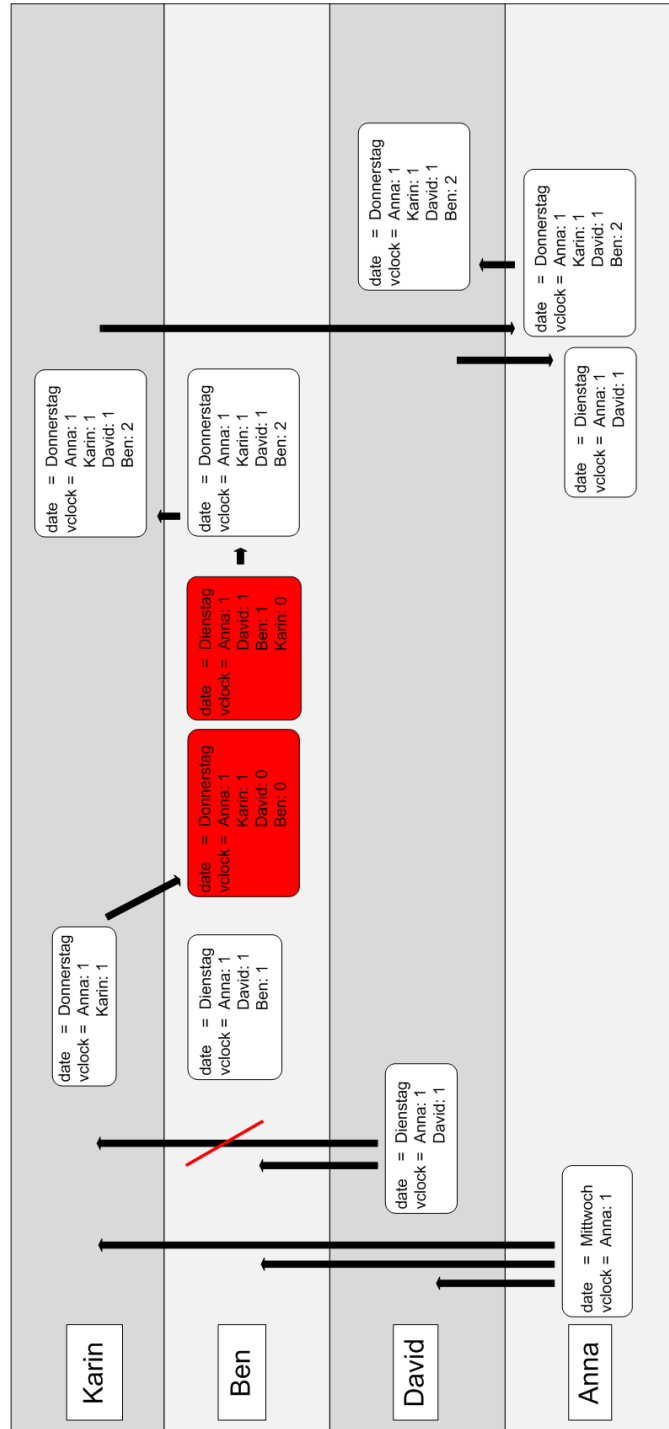 Karin
date = Donnerstag
vclock = Anna: 1
Karin: 1
date = Donnerstag
vclock = Anna: 1
Karin: 1
David: 1
Ben: 2
Ben
date = Dienstag
vclock = Anna: 1
David: 1
Ben: 1
date = Donnerstag
vclock = Anna: 1
Karin: 1
David: 0
Ben: 0
date = Dienstag
vclock = Anna: 1
David: 1
Ben: 1
Karin: 0
date = Donnerstag
vclock = Anna: 1
Karin: 1
David: 1
Ben: 2
David
date = Dienstag
vclock = Anna: 1
David: 1
date = Donnerstag
vclock = Anna: 1
Karin: 1
David: 1
Ben: 2
Anna
date = Mittwoch
vclock = Anna: 1
date = Dienstag
vclock = Anna: 1
David: 1
date = Donnerstag
vclock = Anna: 1
Karin: 1
David: 1
Ben: 2